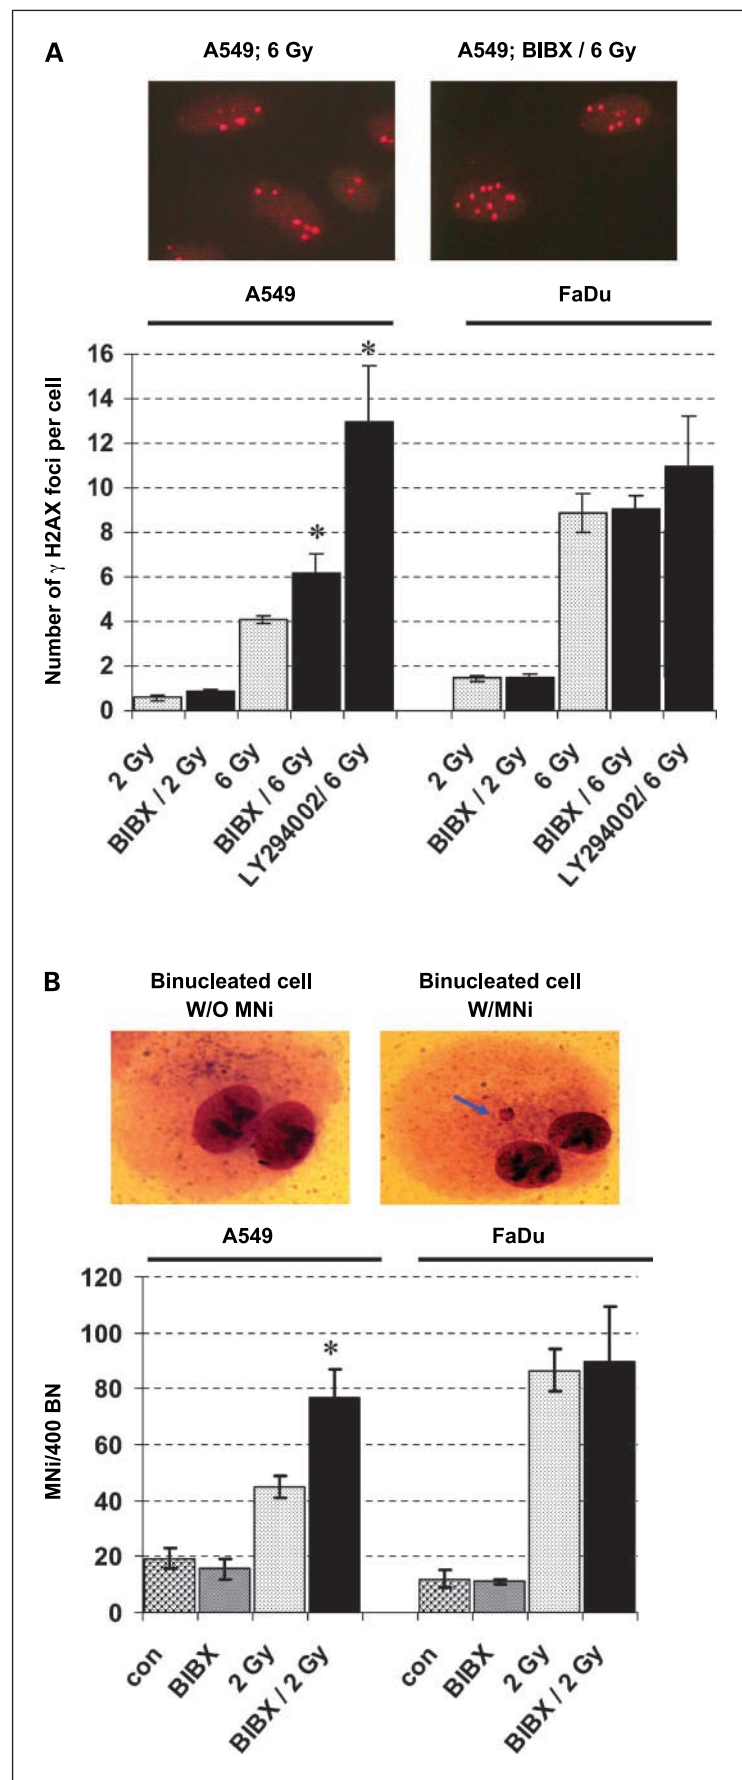 A
A549; 6 Gy
A549; BIBX / 6 Gy
A549
FaDu
Number of γ H2AX foci per cell
16
14
12
10
8
6
4
2
0
*
*
2 Gy
BIBX / 2 Gy
6 Gy
BIBX / 6 Gy
LY294002/ 6 Gy
2 Gy
BIBX / 2 Gy
6 Gy
BIBX / 6 Gy
LY294002/ 6 Gy
B
Binucleated cell
W/O MNi
Binucleated cell
W/MNi
A549
FaDu
MNi/400 BN
120
100
80
60
40
20
0
*
con
BIBX
2 Gy
BIBX / 2 Gy
con
BIBX
2 Gy
BIBX / 2 Gy